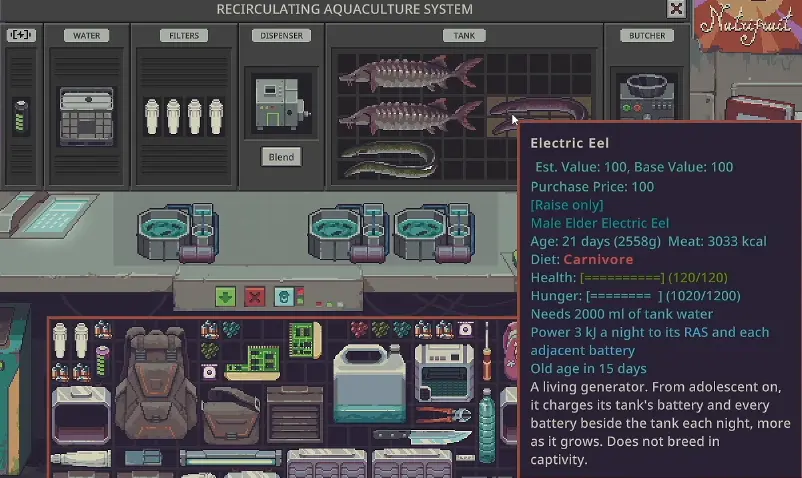 RECIRCULATING AQUACULTURE SYSTEM
Nutrifruit
WATER
FILTERS
DISPENSER
TANK
BUTCHER
Blend
Electric Eel
Est. Value: 100, Base Value: 100
Purchase Price: 100
[Raise only]
Male Elder Electric Eel
Age: 21 days (2558g)  Meat: 3033 kcal
Diet: Carnivore
Health: [==========] (120/120)
Hunger: [========  ] (1020/1200)
Needs 2000 ml of tank water
Power 3 kJ a night to its RAS and each
adjacent battery
Old age in 15 days
A living generator. From adolescent on,
it charges its tank's battery and every
battery beside the tank each night, more
as it grows. Does not breed in
captivity.